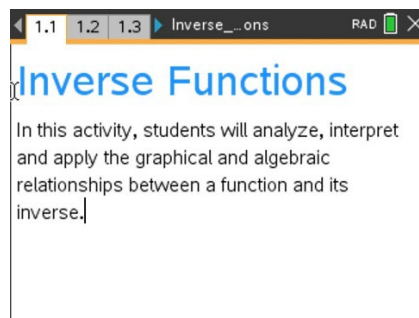 1.1 1.2 1.3 Inverse_...ons RAD
Inverse Functions
In this activity, students will analyze, interpret
and apply the graphical and algebraic
relationships between a function and its
inverse.